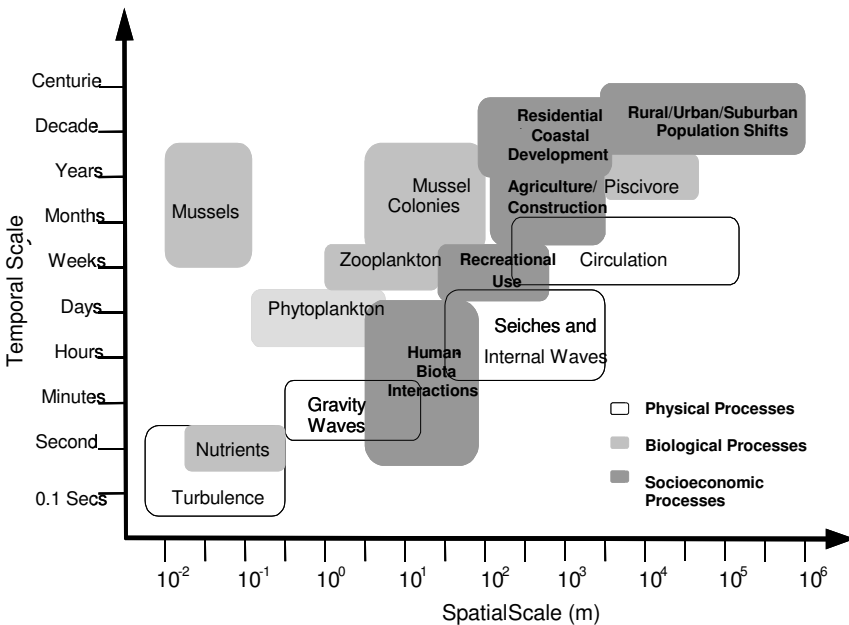 Temporal Scale
Centurie
Decade
Years
Months
Weeks
Days
Hours
Minutes
Second
0.1 Secs
Residential
Coastal
Development
Rural/Urban/Suburban
Population Shifts
Mussels
Mussel
Colonies
Agriculture/
Construction
Piscivore
Zooplankton
Recreational
Use
Circulation
Phytoplankton
Seiches and
Internal Waves
Human
Biota
Interactions
Gravity
Waves
Nutrients
Turbulence
Physical Processes
Biological Processes
Socioeconomic
Processes
10-2 10-1 100 101 102 103 104 105 106
SpatialScale (m)